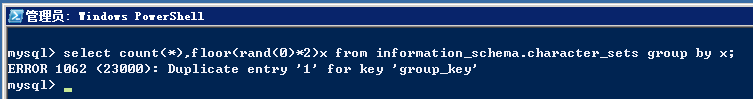 管理员: Windows PowerShell
mysql> select count(*),floor(rand(0)*2)x from information_schema.character_sets group by x;
ERROR 1062 (23000): Duplicate entry '1' for key 'group_key'
mysql>